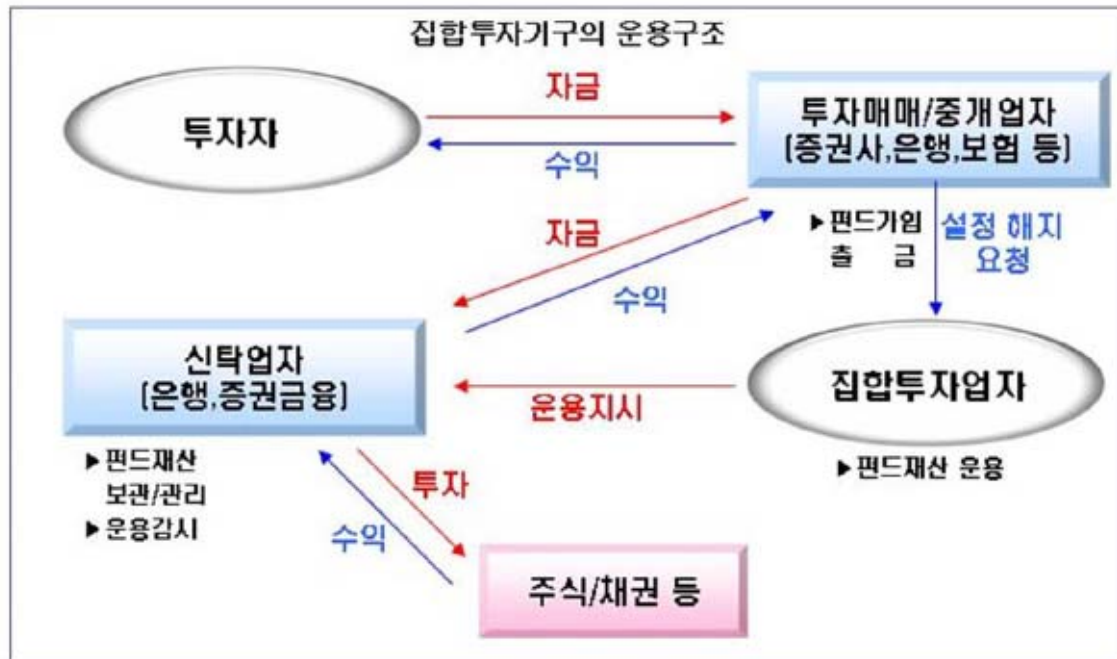 집합투자기구의 운용구조
투자자
자금
수익
투자매매/중개업자
(증권사,은행,보험 등)
자금
수익
▶펀드가입
출 금
설정 해지
요청
신탁업자
(은행,증권금융)
운용지시
집합투자업자
▶펀드재산
보관/관리
▶운용감시
투자
수익
▶펀드재산 운용
주식/채권 등